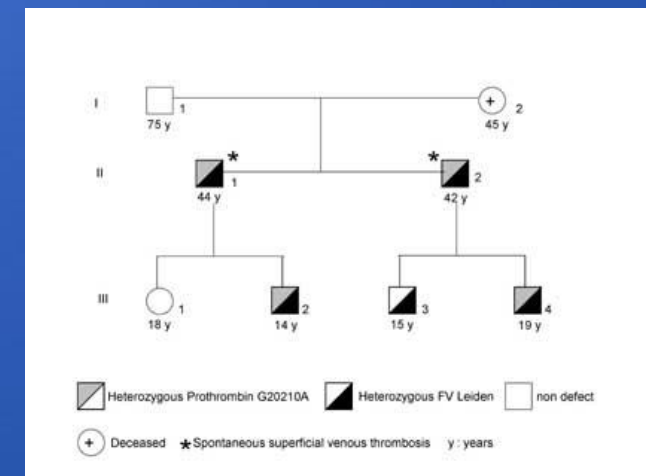 I
1
+
2
75 y
45 y
*
*
II
1
2
44 y
42 y
III
1
2
3
4
18 y
14 y
15 y
19 y
Heterozygous Prothrombin G20210A
Heterozygous FV Leiden
non defect
+ Deceased
* Spontaneous superficial venous thrombosis
y : years